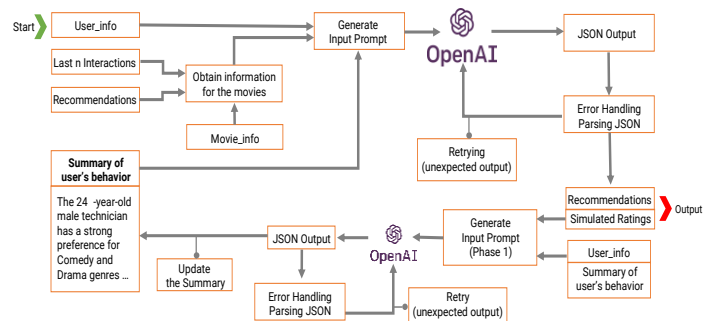 Start
User_info
Generate
Input Prompt
OpenAI
JSON Output
Last n Interactions
Obtain information
for the movies
Recommendations
Error Handling
Parsing JSON
Movie_info
Retrying
(unexpected output)
Summary of
user's behavior
The 24 -year-old
male technician
has a strong
preference for
Comedy and
Drama genres ...
Recommendations
Simulated Ratings
Output
Generate
Input Prompt
(Phase 1)
User_info
Summary of
user's behavior
OpenAI
JSON Output
Update
the Summary
Error Handling
Parsing JSON
Retry
(unexpected output)